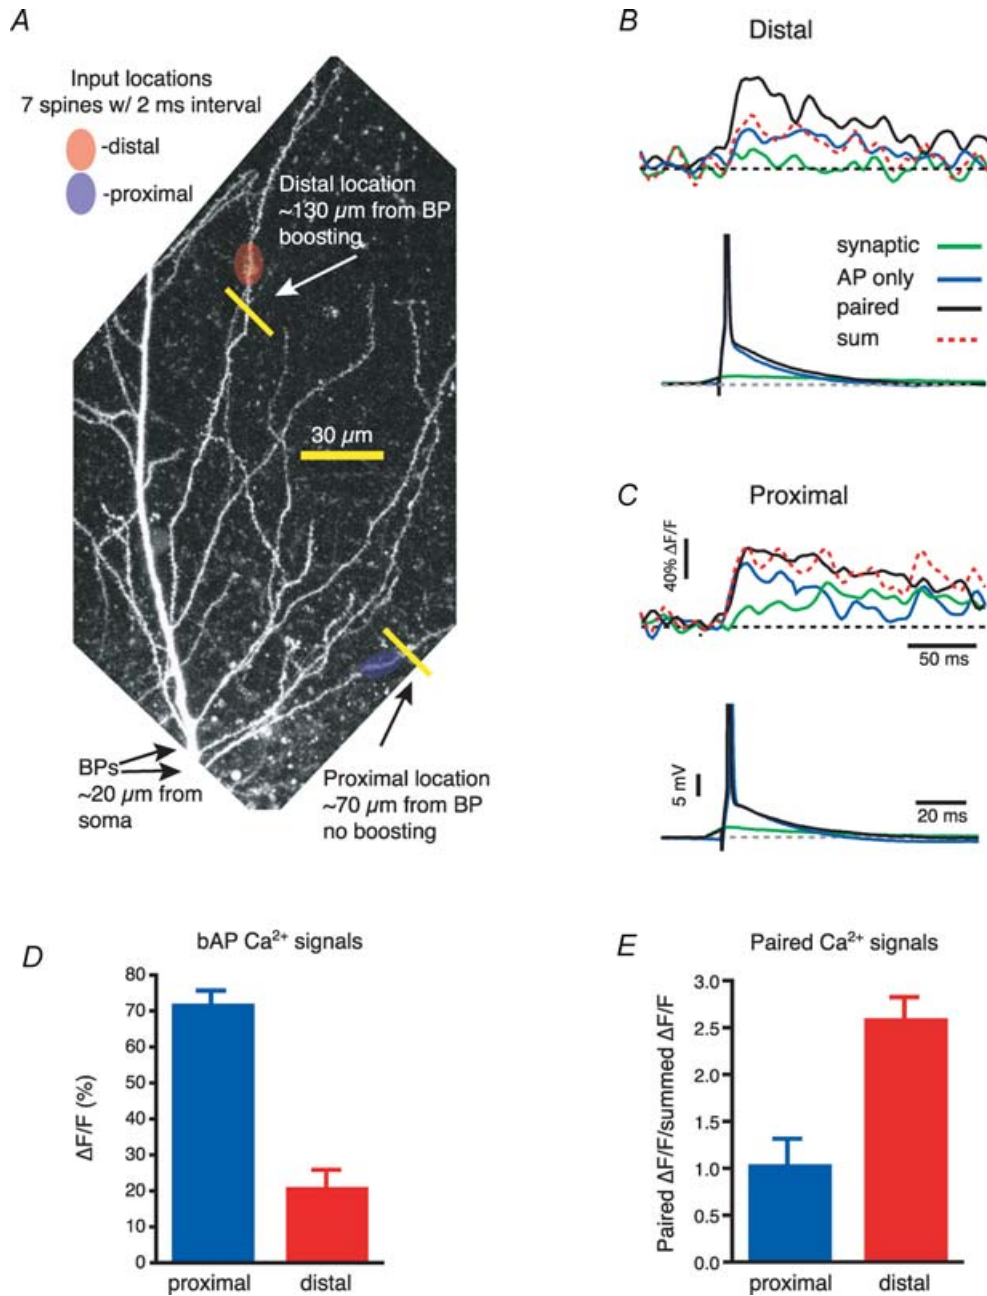 A
Input locations
7 spines w/ 2 ms interval
-distal
-proximal
Distal location
~130 µm from BP
boosting
30 µm
BPs
~20 µm from
soma
Proximal location
~70 µm from BP
no boosting
B
Distal
synaptic
AP only
paired
sum
C
Proximal
40% ΔF/F
50 ms
5 mV
20 ms
D
bAP Ca²⁺ signals
ΔF/F (%)
80
70
60
50
40
30
20
10
0
proximal
distal
E
Paired Ca²⁺ signals
Paired ΔF/F/summed ΔF/F
3.0
2.5
2.0
1.5
1.0
0.5
0.0
proximal
distal